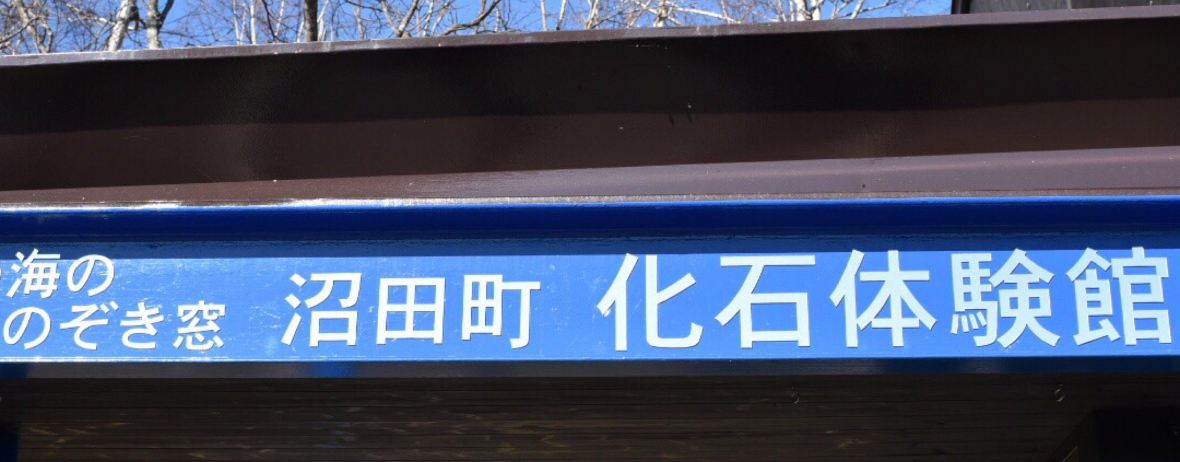 海の
のぞき窓
沼田町 化石体験館